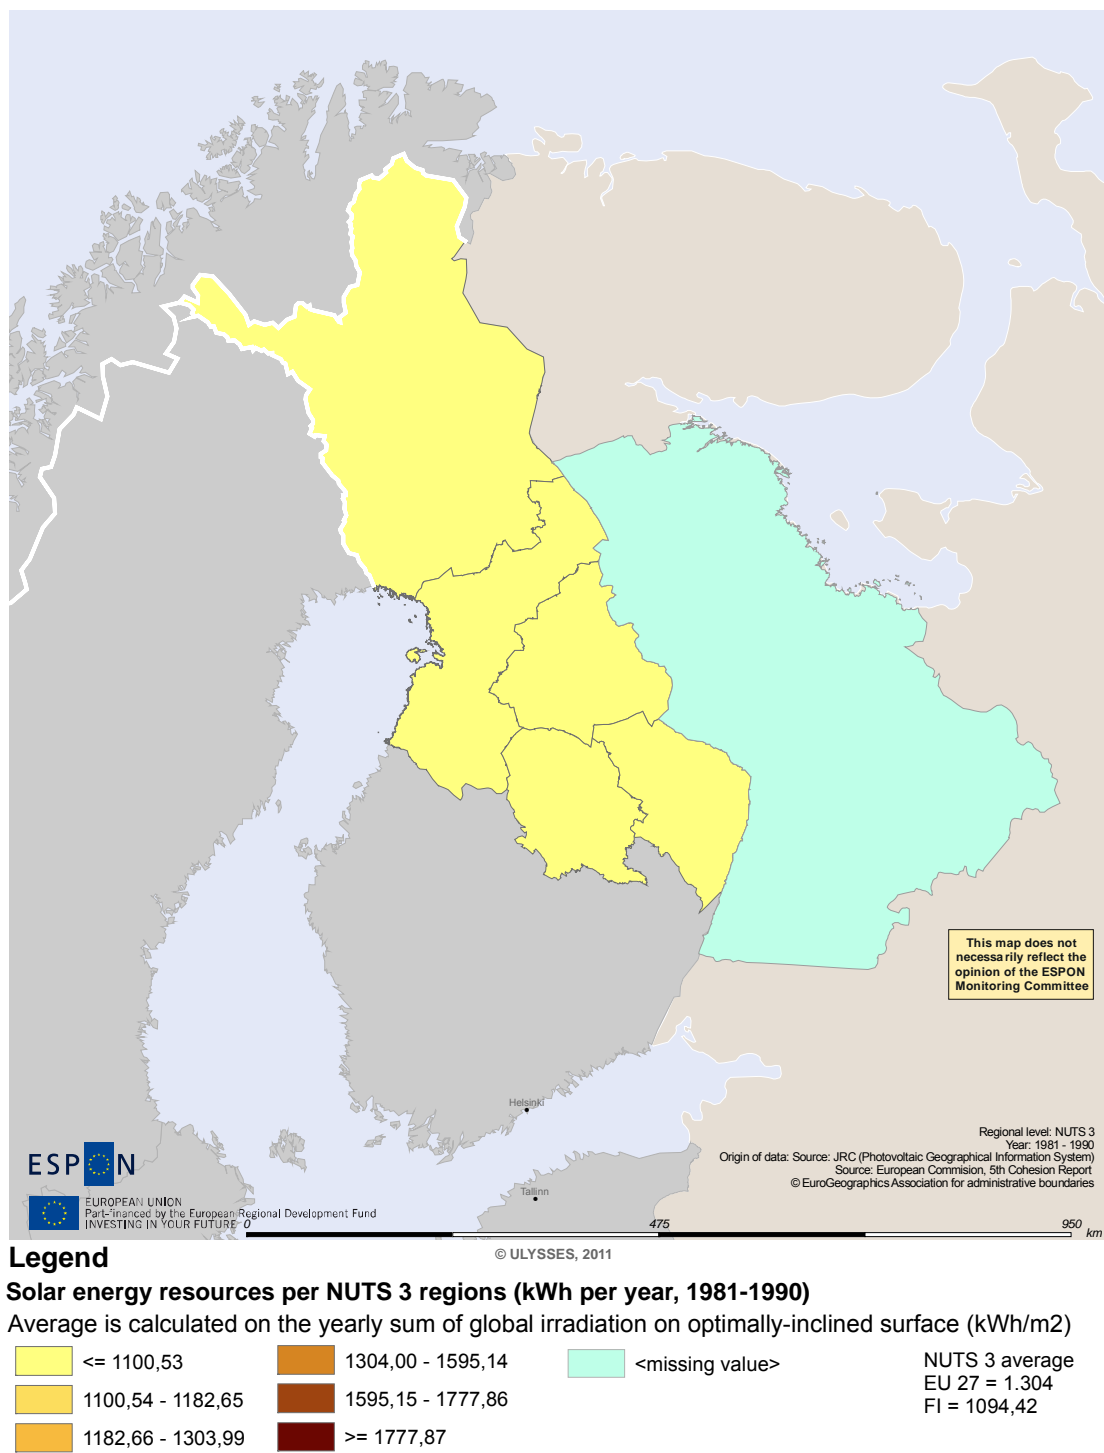 This map does not
necessarily reflect the
opinion of the ESPON
Monitoring Committee
Helsinki
Regional level: NUTS 3
Year: 1981 - 1990
Origin of data: Source: JRC (Photovoltaic Geographical Information System)
Source: European Commision, 5th Cohesion Report
© EuroGeographics Association for administrative boundaries
ESPON
Tallinn
EUROPEAN UNION
Part-financed by the European Regional Development Fund
INVESTING IN YOUR FUTURE
0 475 950
km
Legend
© ULYSSES, 2011
Solar energy resources per NUTS 3 regions (kWh per year, 1981-1990)
Average is calculated on the yearly sum of global irradiation on optimally-inclined surface (kWh/m2)
<= 1100,53
1100,54 - 1182,65
1182,66 - 1303,99
1304,00 - 1595,14
1595,15 - 1777,86
>= 1777,87
<missing value>
NUTS 3 average
EU 27 = 1.304
FI = 1094,42